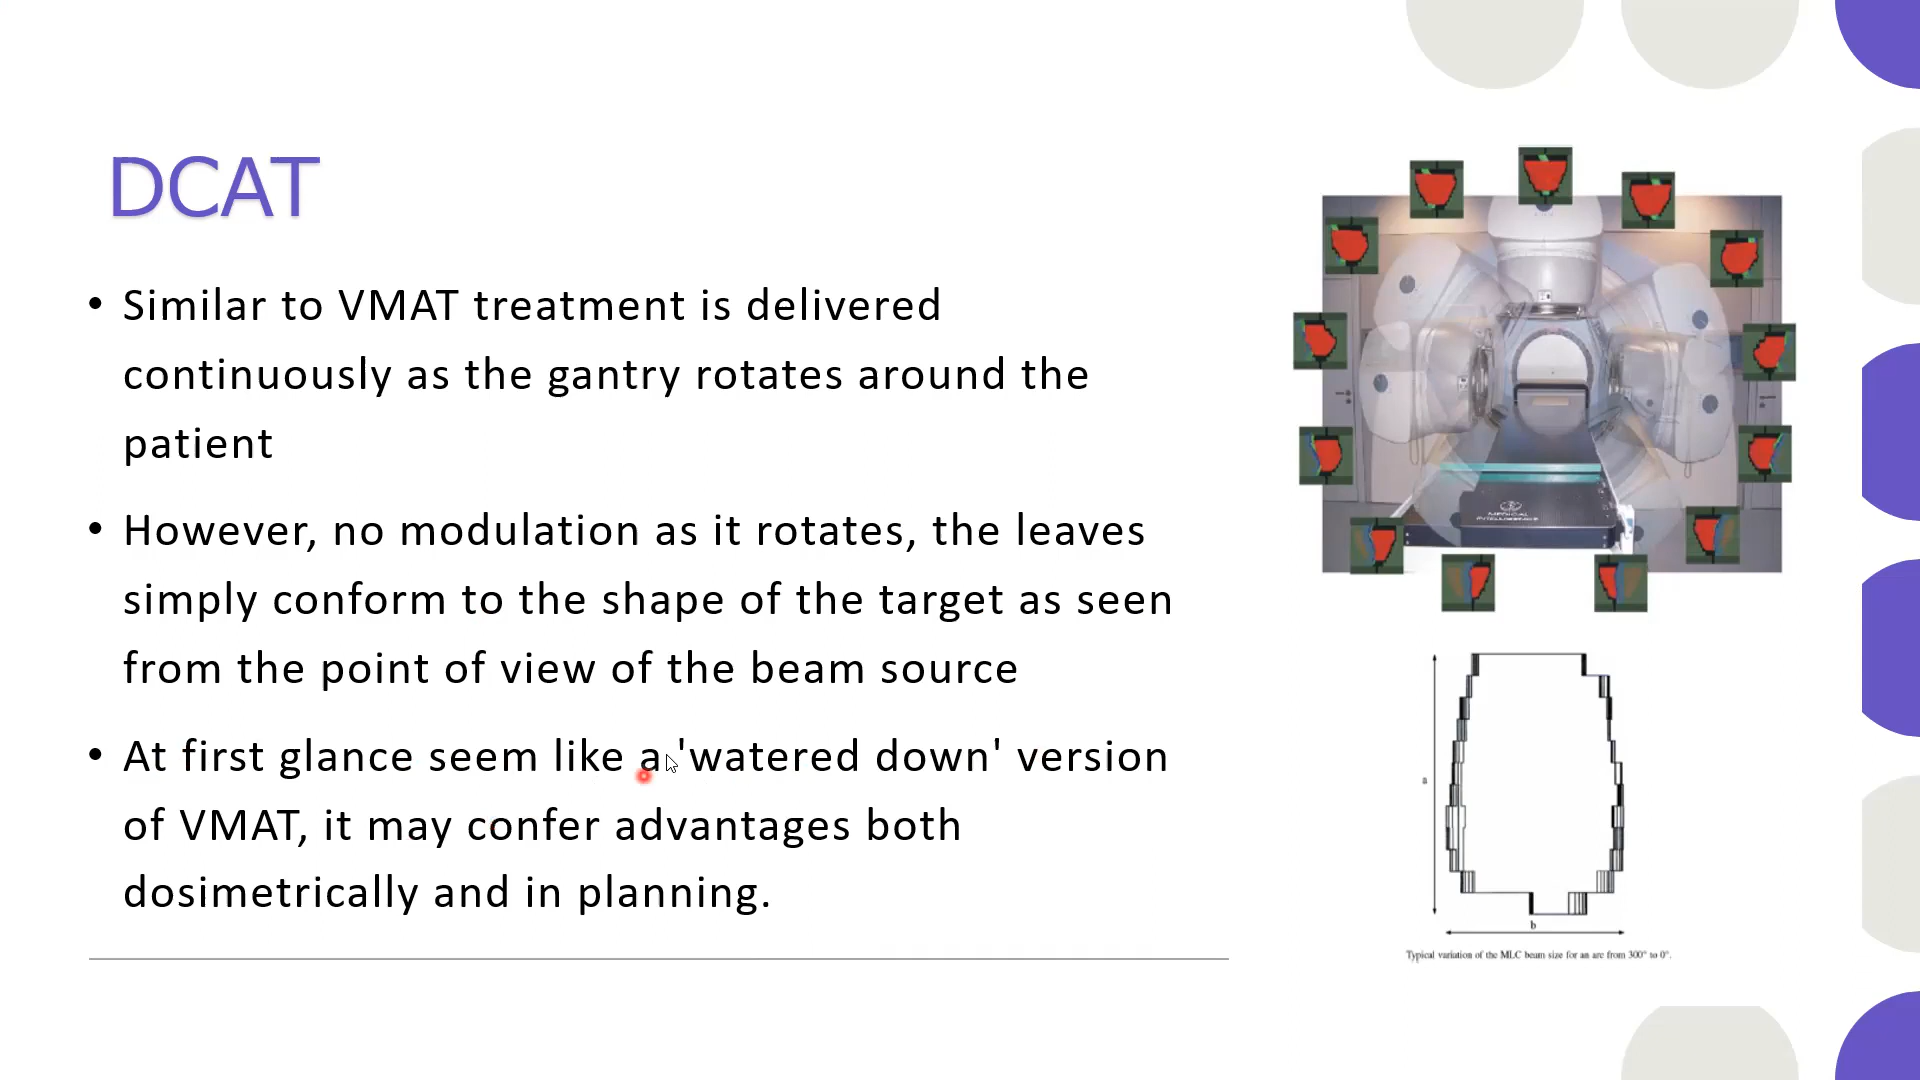 DCAT
• Similar to VMAT treatment is delivered
continuously as the gantry rotates around the
patient
• However, no modulation as it rotates, the leaves
simply conform to the shape of the target as seen
from the point of view of the beam source
• At first glance seem like a 'watered down' version
of VMAT, it may confer advantages both
dosimetrically and in planning.
MEDICAL
INTELLIGENCE
a
b
Typical variation of the MLC beam size for an arc from 300° to 0°.